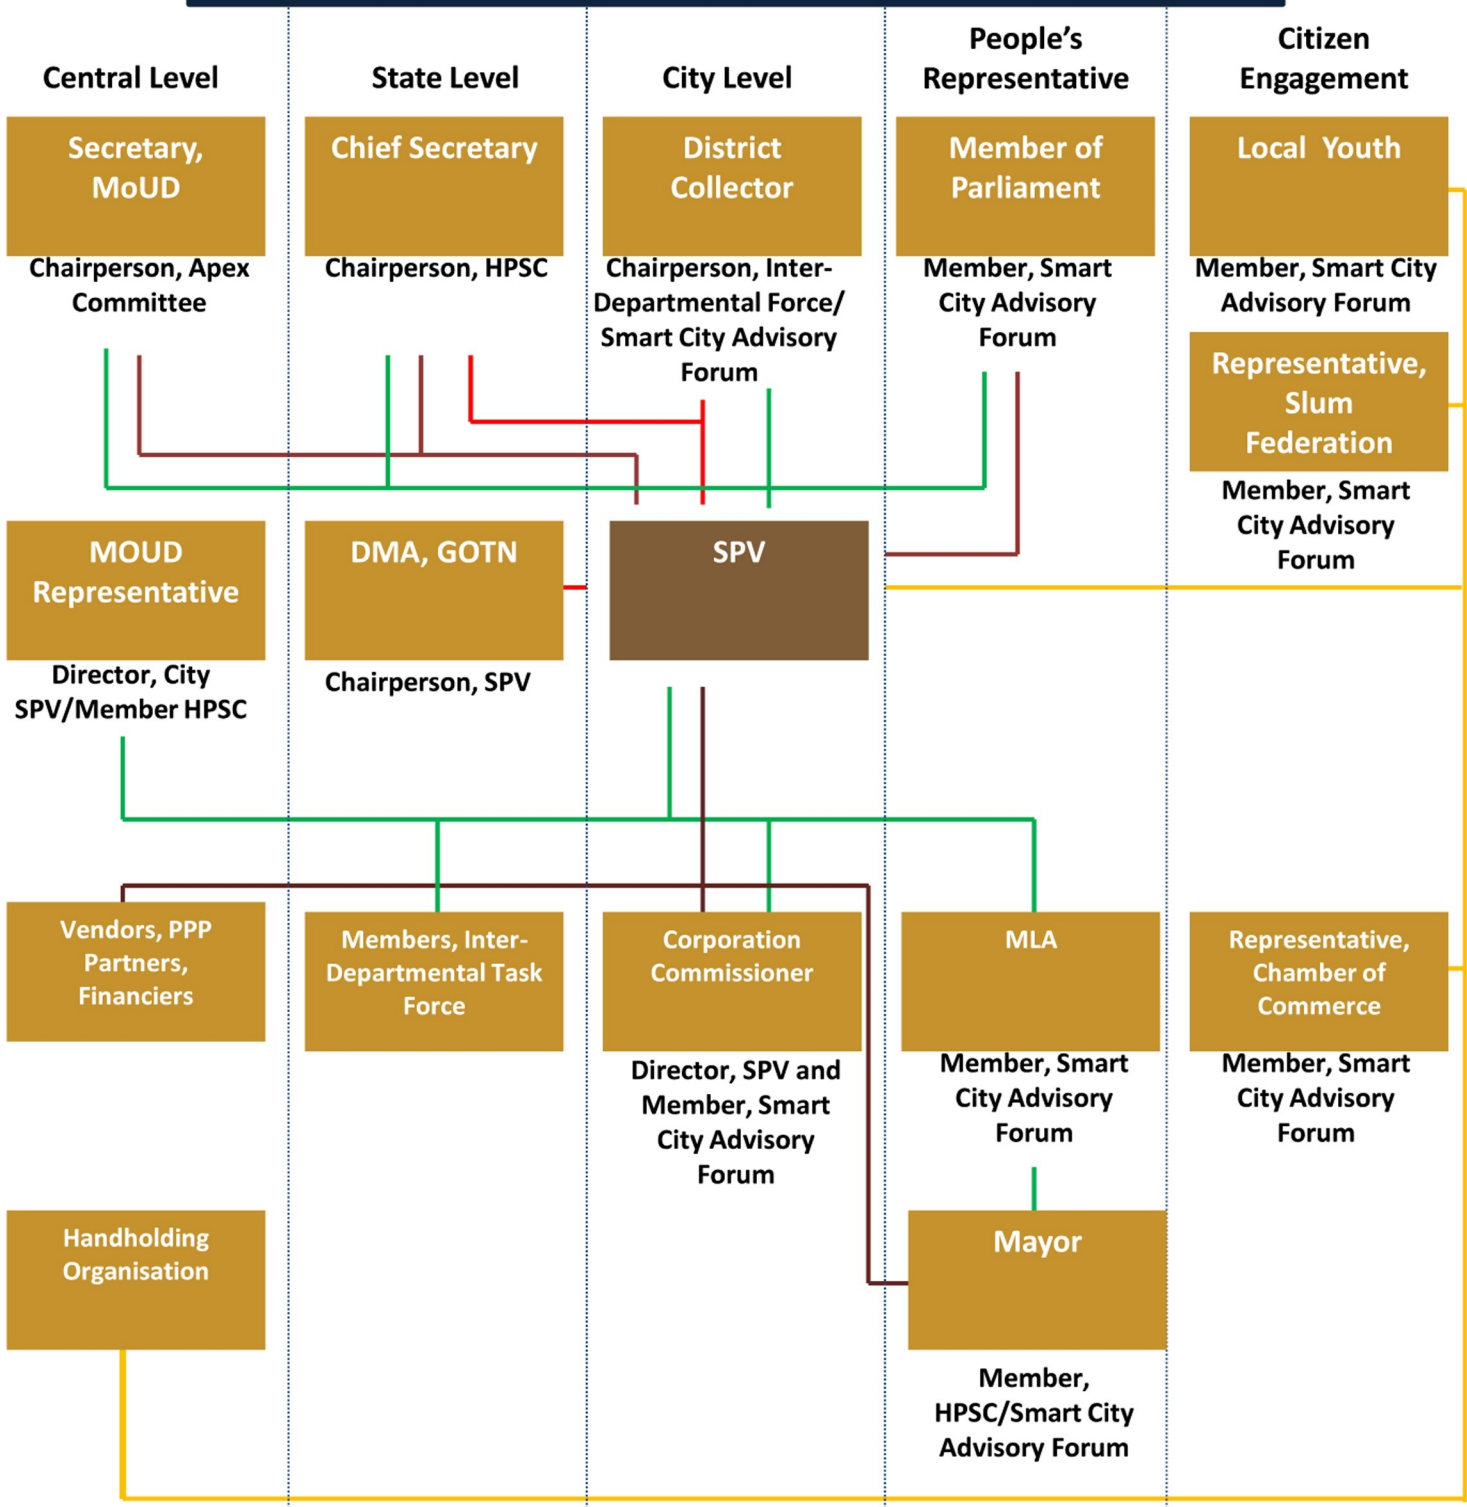 Central Level
State Level
City Level
People’s
Representative
Citizen
Engagement
Secretary,
MoUD
Chairperson, Apex
Committee
Chief Secretary
Chairperson, HPSC
District
Collector
Chairperson, Inter-
Departmental Force/
Smart City Advisory
Forum
Member of
Parliament
Member, Smart
City Advisory
Forum
Local  Youth
Member, Smart City
Advisory Forum
Representative,
Slum
Federation
Member, Smart
City Advisory
Forum
MOUD
Representative
Director, City
SPV/Member HPSC
DMA, GOTN
Chairperson, SPV
SPV
Vendors, PPP
Partners,
Financiers
Members, Inter-
Departmental Task
Force
Corporation
Commissioner
Director, SPV and
Member, Smart
City Advisory
Forum
MLA
Member, Smart
City Advisory
Forum
Representative,
Chamber of
Commerce
Member, Smart
City Advisory
Forum
Handholding
Organisation
Mayor
Member,
HPSC/Smart City
Advisory Forum